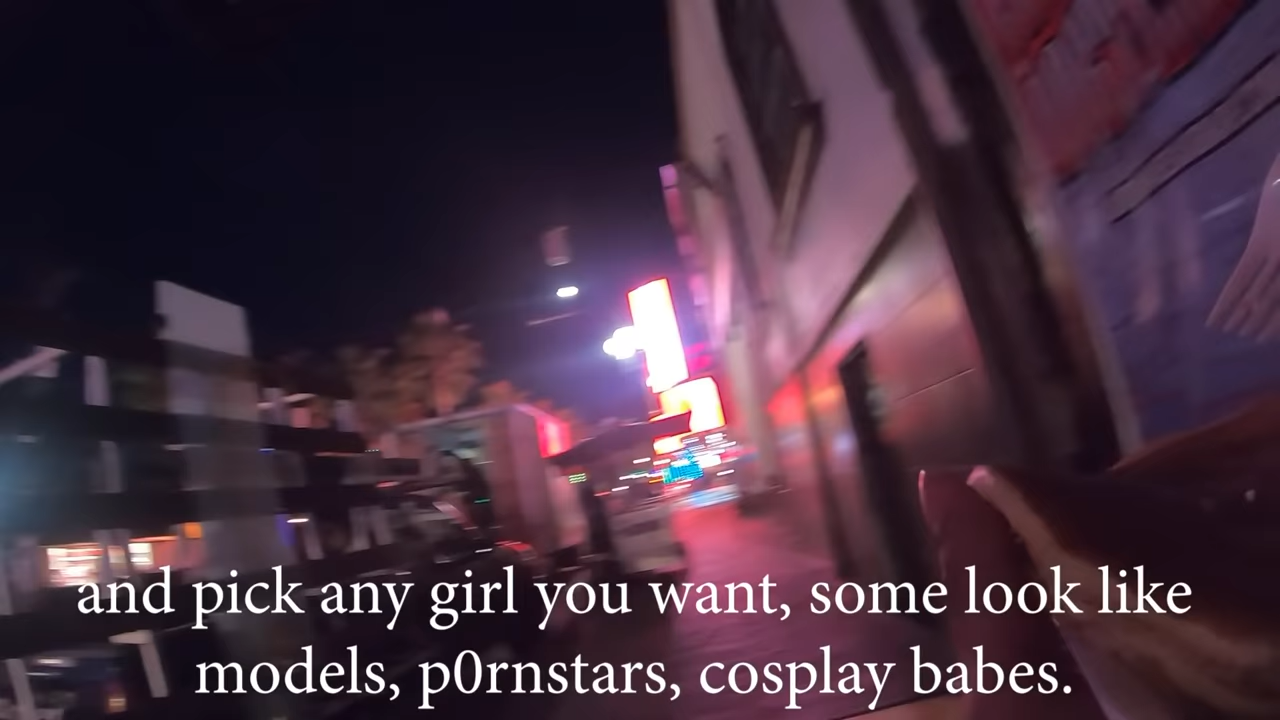 and pick any girl you want, some look like
models, p0rnstars, cosplay babes.